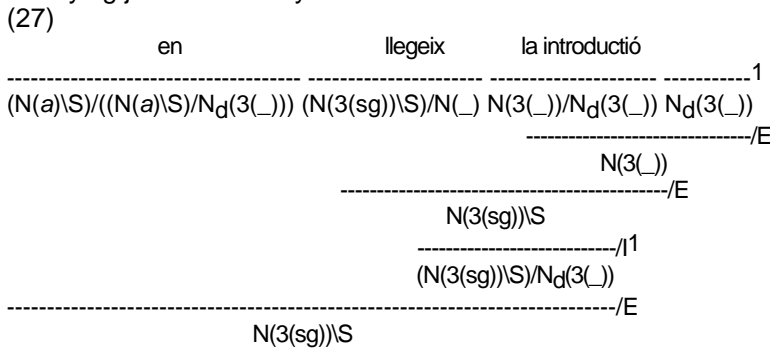 (27)
en llegeix la introductió
------------------------------------- ---------------------- --------------------- -----------1
(N(a)\S)/((N(a)\S)/Nd(3(_))) (N(3(sg))\S)/N(_) N(3(_))/Nd(3(_)) Nd(3(_))
--------------------------------/E
N(3(_))
-----------------------------------------------/E
N(3(sg))\S
----------------------------/I1
(N(3(sg))\S)/Nd(3(_))
------------------------------------------------------------------------------/E
N(3(sg))\S